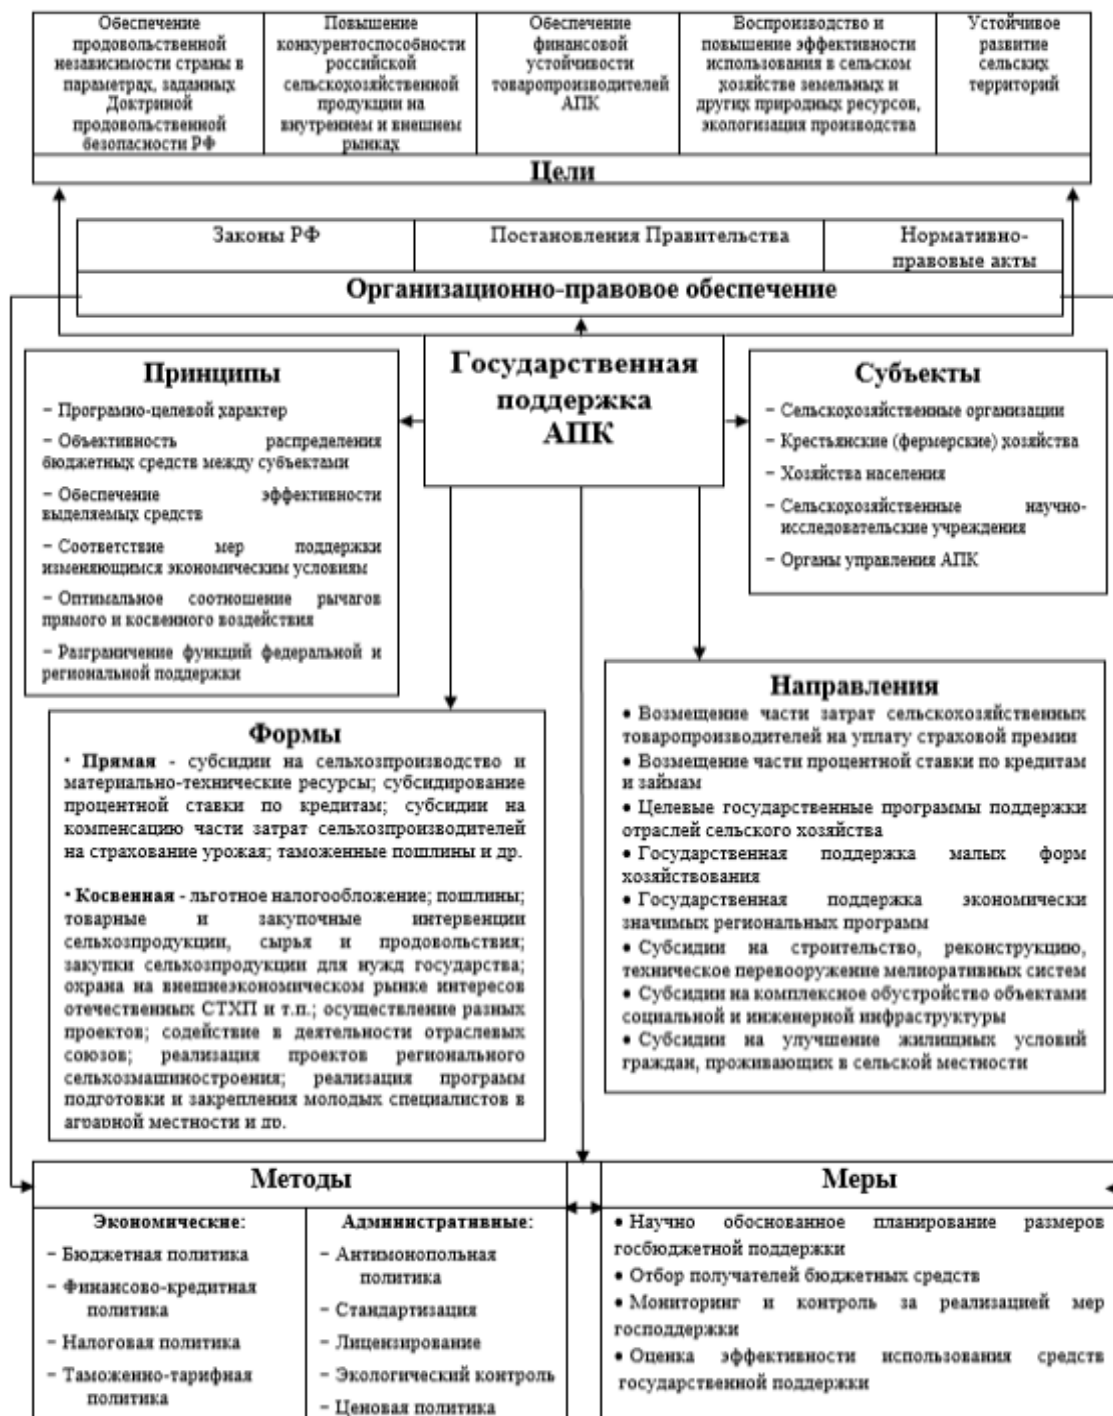 Обеспечение
продовольственной
независимости страны в
параметрах, заданных
Доктриной
продовольственной
безопасности РФ
Повышение
конкурентоспособности
российской
сельскохозяйственной
продукции на
внутреннем и внешнем
рынках
Обеспечение
финансовой
устойчивости
товаропроизводителей
АПК
Воспроизводство и
повышение эффективности
использования в сельском
хозяйстве земельных и
других природных ресурсов,
экологизация производства
Устойчивое
развитие
сельских
территорий
Цели
Законы РФ
Постановления Правительства
Нормативно-
правовые акты
Организационно-правовое обеспечение
Государственная
поддержка
АПК
Принципы
– Програмно-целевой характер
– Объективность распределения
бюджетных средств между субъектами
– Обеспечение эффективности
выделяемых средств
– Соответствие мер поддержки
изменяющимся экономическим условиям
– Оптимальное соотношение рычагов
прямого и косвенного воздействия
– Разграничение функций федеральной и
региональной поддержки
Субъекты
– Сельскохозяйственные организации
– Крестьянские (фермерские) хозяйства
– Хозяйства населения
– Сельскохозяйственные научно-
исследовательские учреждения
– Органы управления АПК
Формы
• Прямая - субсидии на сельхозпроизводство и
материально-технические ресурсы; субсидирование
процентной ставки по кредитам; субсидии на
компенсацию части затрат сельхозпроизводителей
на страхование урожая; таможенные пошлины и др.
• Косвенная - льготное налогообложение; пошлины;
товарные и закупочные интервенции
сельхозпродукции, сырья и продовольствия;
закупки сельхозпродукции для нужд государства;
охрана на внешнеэкономическом рынке интересов
отечественных СТХП и т.п.; осуществление разных
проектов; содействие в деятельности отраслевых
союзов; реализация проектов регионального
сельхозмашиностроения; реализация программ
подготовки и закрепления молодых специалистов в
аграрной местности и др.
Направления
• Возмещение части затрат сельскохозяйственных
товаропроизводителей на уплату страховой премии
• Возмещение части процентной ставки по кредитам
и займам
• Целевые государственные программы поддержки
отраслей сельского хозяйства
• Государственная поддержка малых форм
хозяйствования
• Государственная поддержка экономически
значимых региональных программ
• Субсидии на строительство, реконструкцию,
техническое перевооружение мелиоративных систем
• Субсидии на комплексное обустройство объектами
социальной и инженерной инфраструктуры
• Субсидии на улучшение жилищных условий
граждан, проживающих в сельской местности
Методы
Экономические:
– Бюджетная политика
– Финансово-кредитная
политика
– Налоговая политика
– Таможенно-тарифная
политика
Административные:
– Антимонопольная
политика
– Стандартизация
– Лицензирование
– Экологический контроль
– Ценовая политика
Меры
• Научно обоснованное планирование размеров
госбюджетной поддержки
• Отбор получателей бюджетных средств
• Мониторинг и контроль за реализацией мер
господдержки
• Оценка эффективности использования средств
государственной поддержки